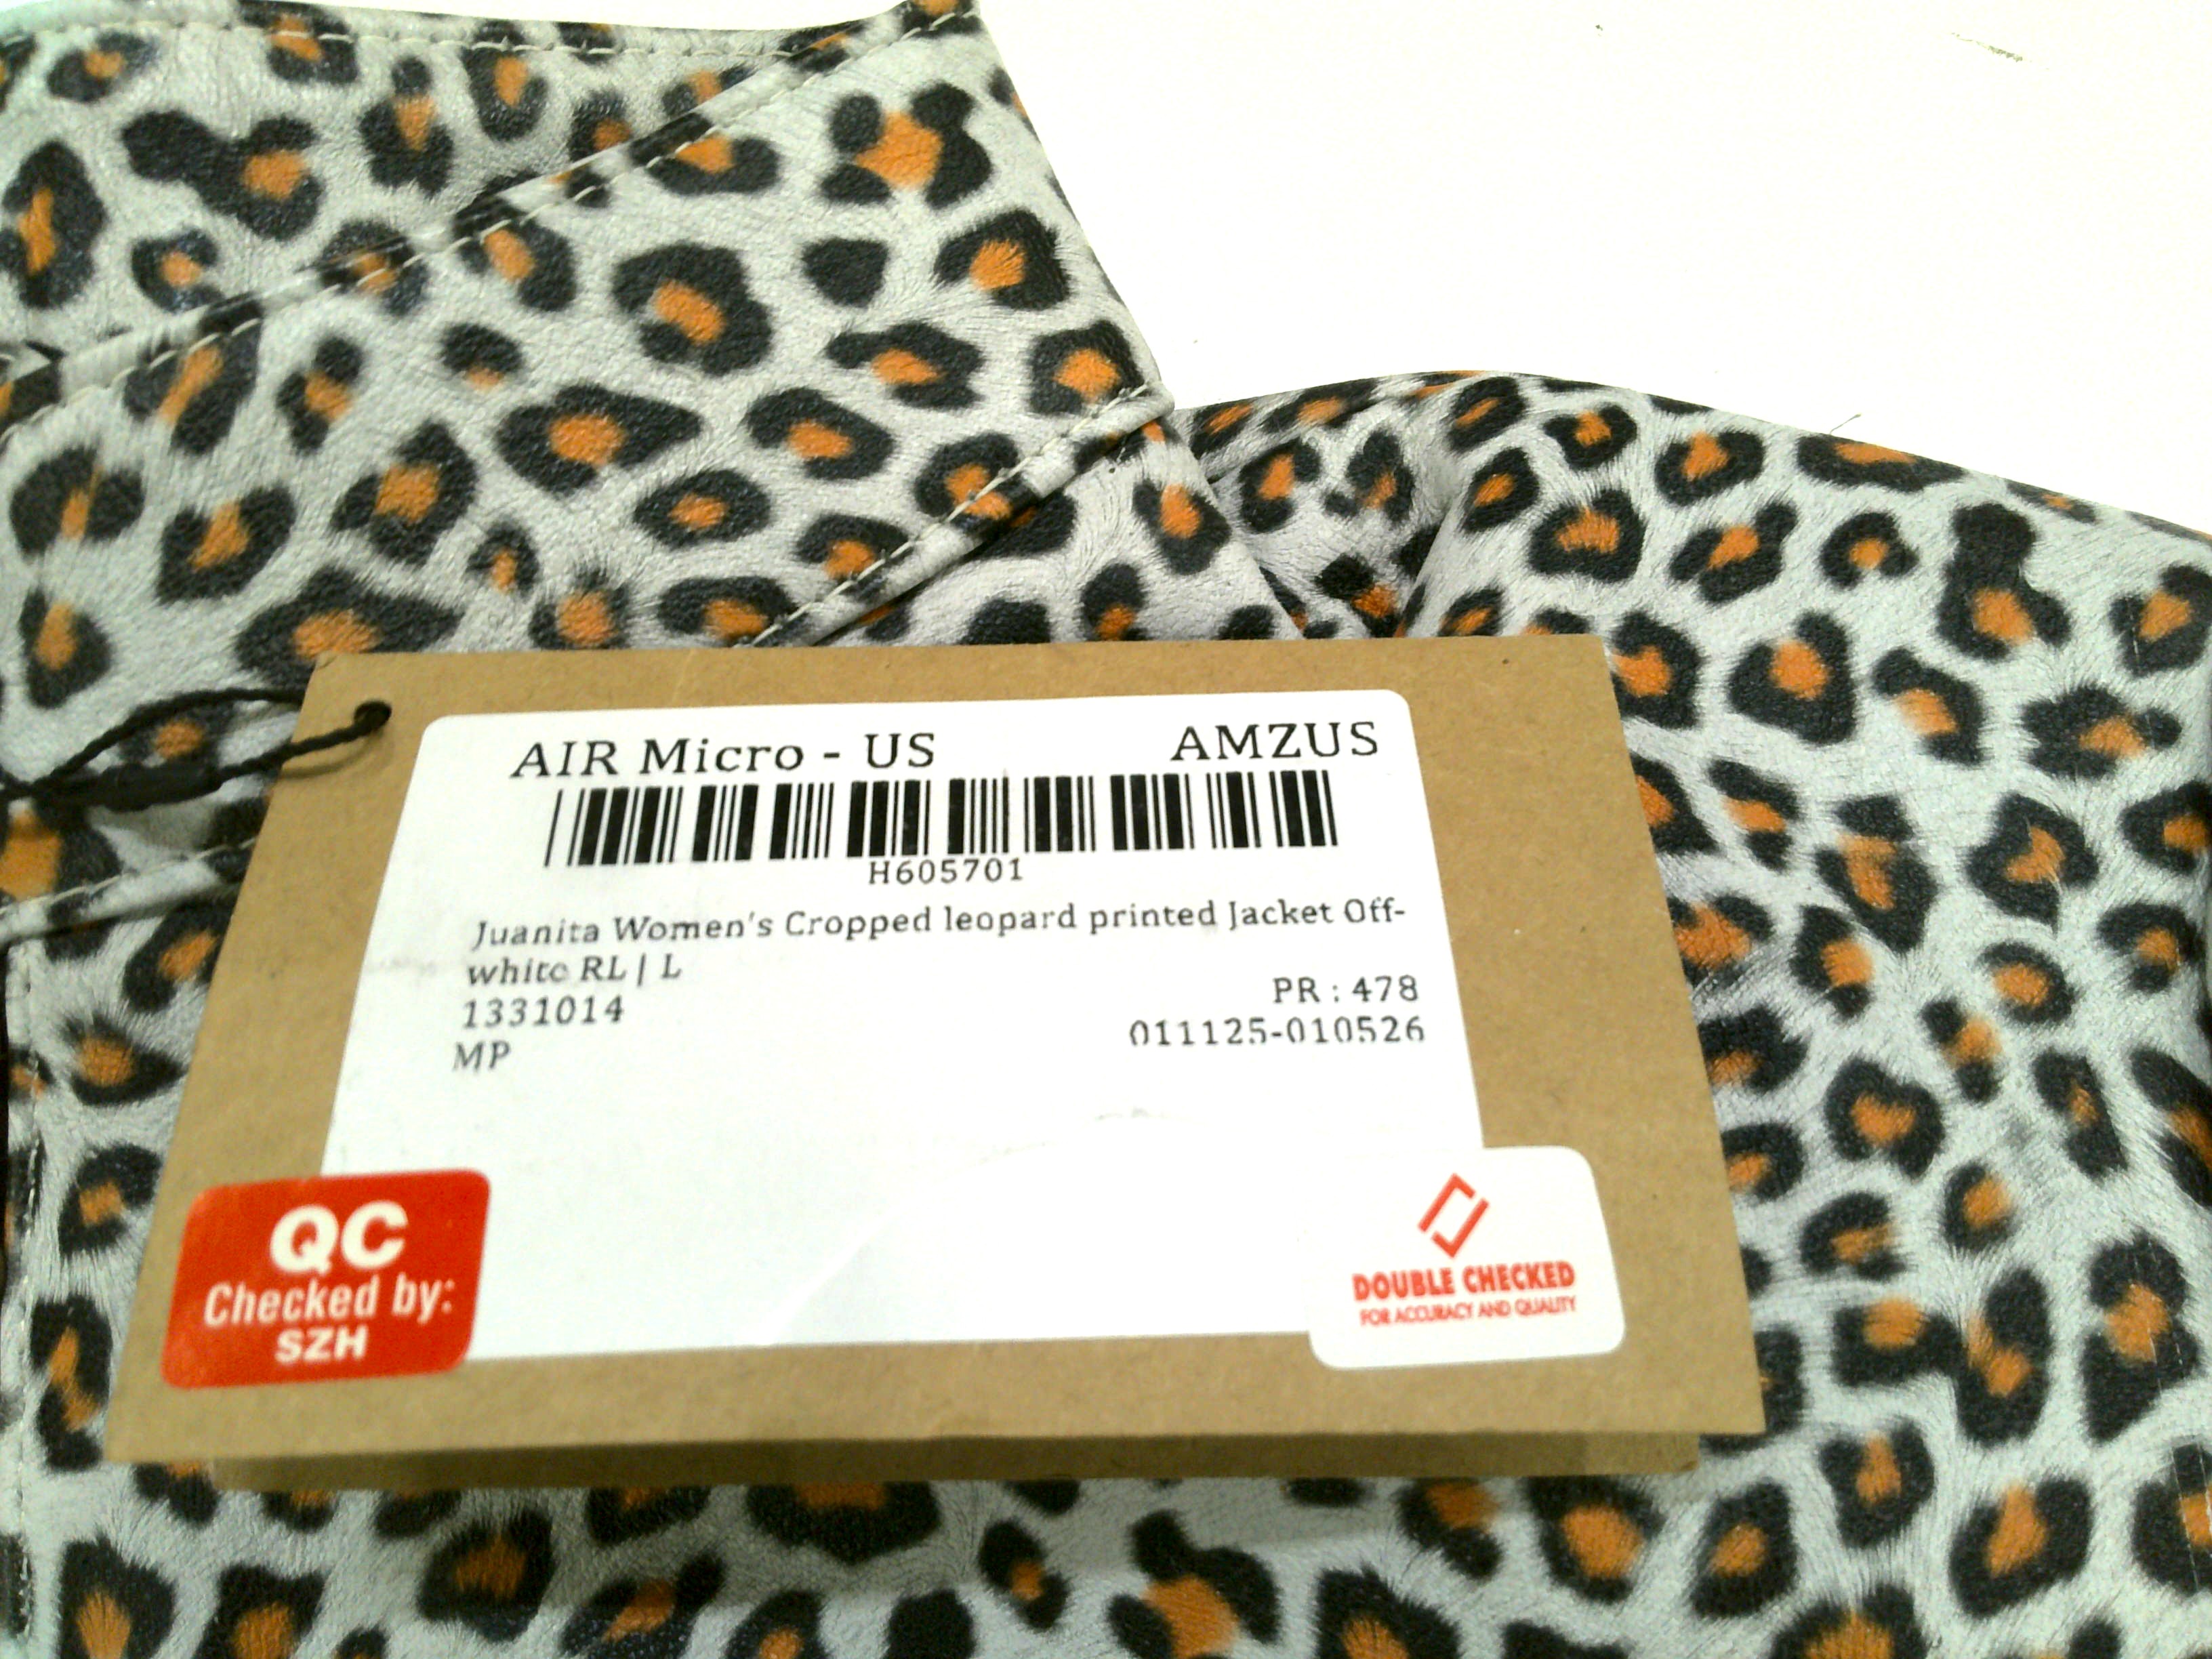 AIR Micro - US AMZUS
H605701
Juanita Women's Cropped leopard printed Jacket Off-
white RL | L
1331014 PR : 478
MP 011125-010526
QC
Checked by:
SZH
DOUBLE CHECKED
FOR ACCURACY AND QUALITY